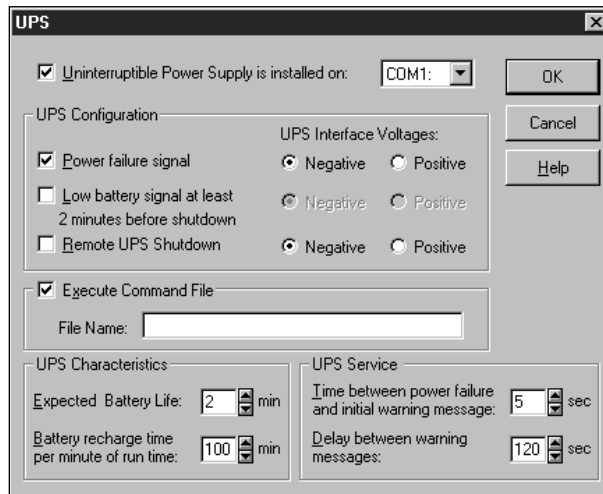 UPS
Uninterruptible Power Supply is installed on: COM1:
OK
Cancel
Help
UPS Configuration
UPS Interface Voltages:
Power failure signal Negative Positive
Low battery signal at least
2 minutes before shutdown Negative Positive
Remote UPS Shutdown Negative Positive
Execute Command File
File Name:
UPS Characteristics
Expected Battery Life: 2 min
Battery recharge time
per minute of run time: 100 min
UPS Service
Time between power failure
and initial warning message: 5 sec
Delay between warning
messages: 120 sec